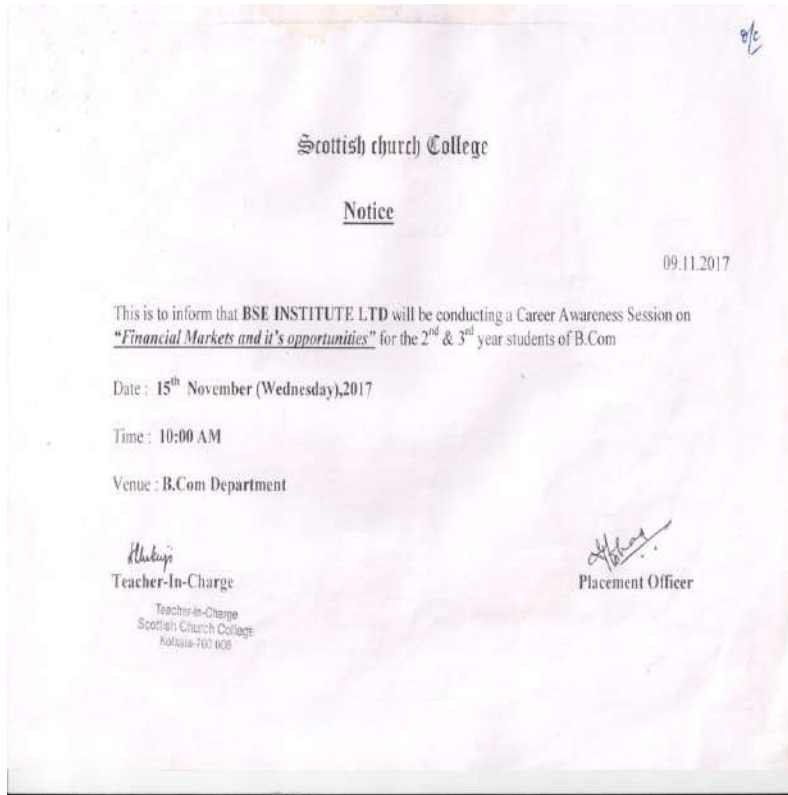 o/c
Scottish church College
Notice
09.11.2017
This is to inform that BSE INSTITUTE LTD will be conducting a Career Awareness Session on
"Financial Markets and it's opportunities" for the 2nd & 3rd year students of B.Com
Date : 15th November (Wednesday),2017
Time : 10:00 AM
Venue : B.Com Department
Teacher-In-Charge
Placement Officer
Teacher-In-Charge
Scottish Church College
Kolkata-700 006